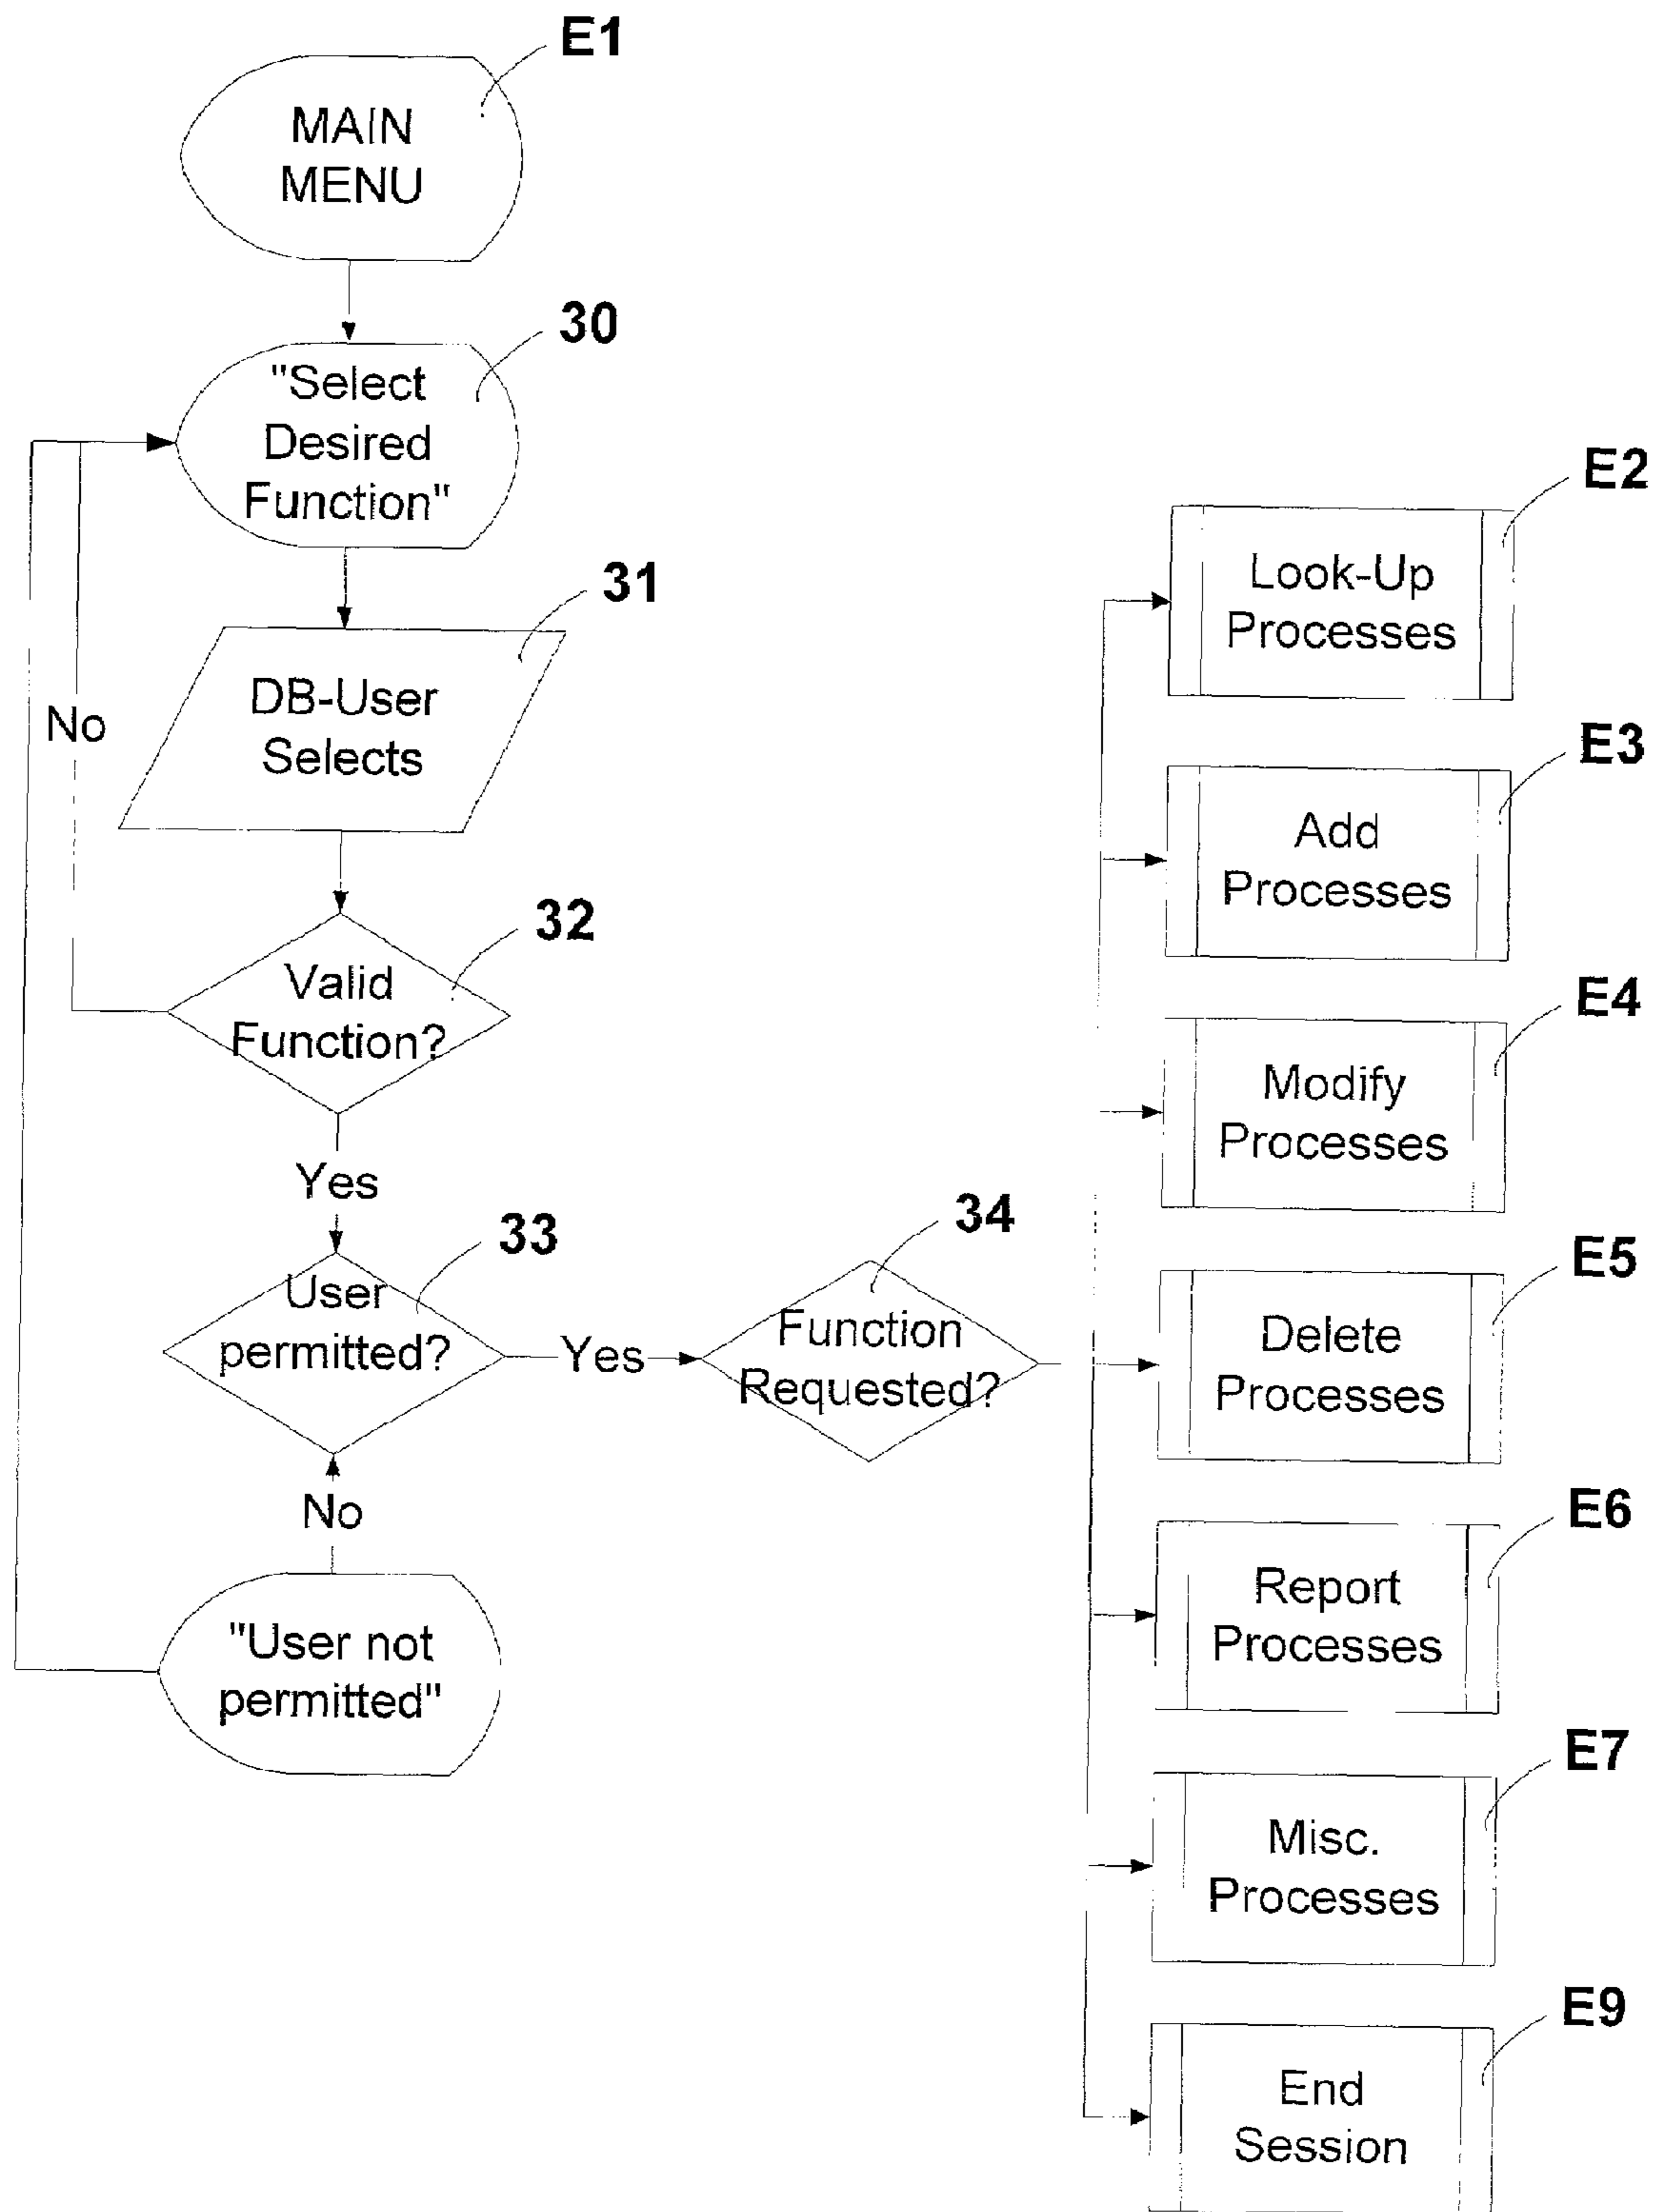 E1
MAIN
MENU
30
"Select
Desired
Function"
31
DB-User
Selects
No
32
Valid
Function?
Yes
33
User
permitted?
Yes
34
Function
Requested?
No
"User not
permitted"
E2
Look-Up
Processes
E3
Add
Processes
E4
Modify
Processes
E5
Delete
Processes
E6
Report
Processes
E7
Misc.
Processes
E9
End
Session